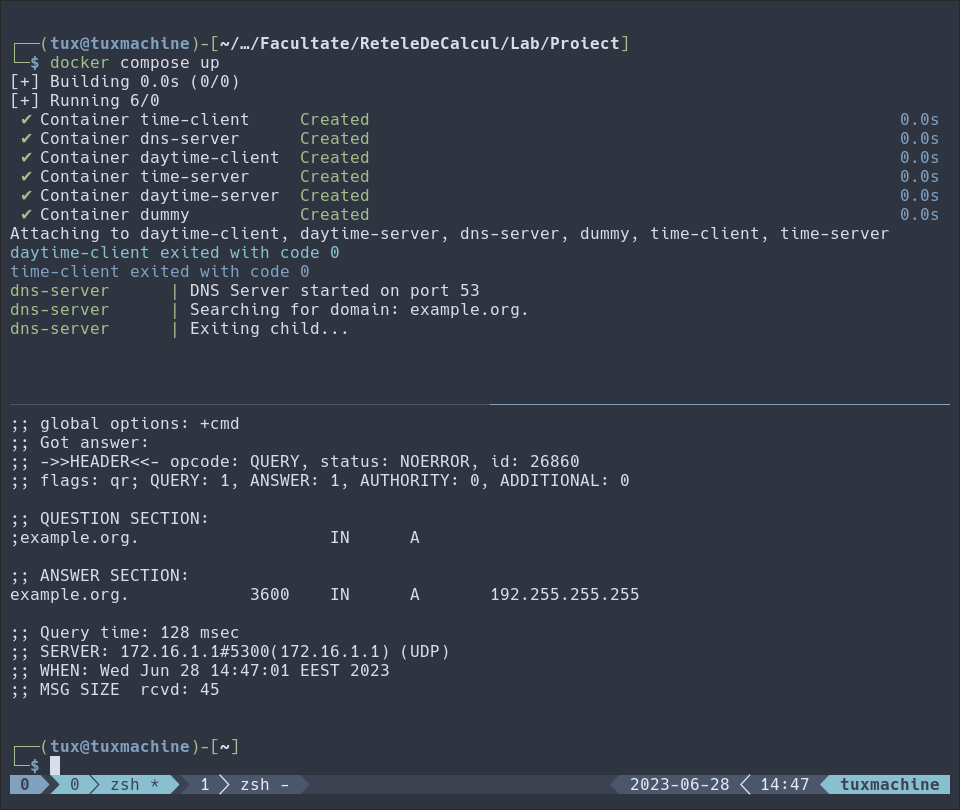 ┌──(tux@tuxmachine)-[~/…/Facultate/ReteleDeCalcul/Lab/Proiect]
└─$ docker compose up
[+] Building 0.0s (0/0)
[+] Running 6/0
✔ Container time-client Created 0.0s
✔ Container dns-server Created 0.0s
✔ Container daytime-client Created 0.0s
✔ Container time-server Created 0.0s
✔ Container daytime-server Created 0.0s
✔ Container dummy Created 0.0s
Attaching to daytime-client, daytime-server, dns-server, dummy, time-client, time-server
daytime-client exited with code 0
time-client exited with code 0
dns-server | DNS Server started on port 53
dns-server | Searching for domain: example.org.
dns-server | Exiting child...
;; global options: +cmd
;; Got answer:
;; ->>HEADER<<- opcode: QUERY, status: NOERROR, id: 26860
;; flags: qr; QUERY: 1, ANSWER: 1, AUTHORITY: 0, ADDITIONAL: 0
;; QUESTION SECTION:
;example.org. IN A
;; ANSWER SECTION:
example.org. 3600 IN A 192.255.255.255
;; Query time: 128 msec
;; SERVER: 172.16.1.1#5300(172.16.1.1) (UDP)
;; WHEN: Wed Jun 28 14:47:01 EEST 2023
;; MSG SIZE rcvd: 45
┌──(tux@tuxmachine)-[~]
└─$
0 0 zsh * 1 zsh - 2023-06-28 14:47 tuxmachine